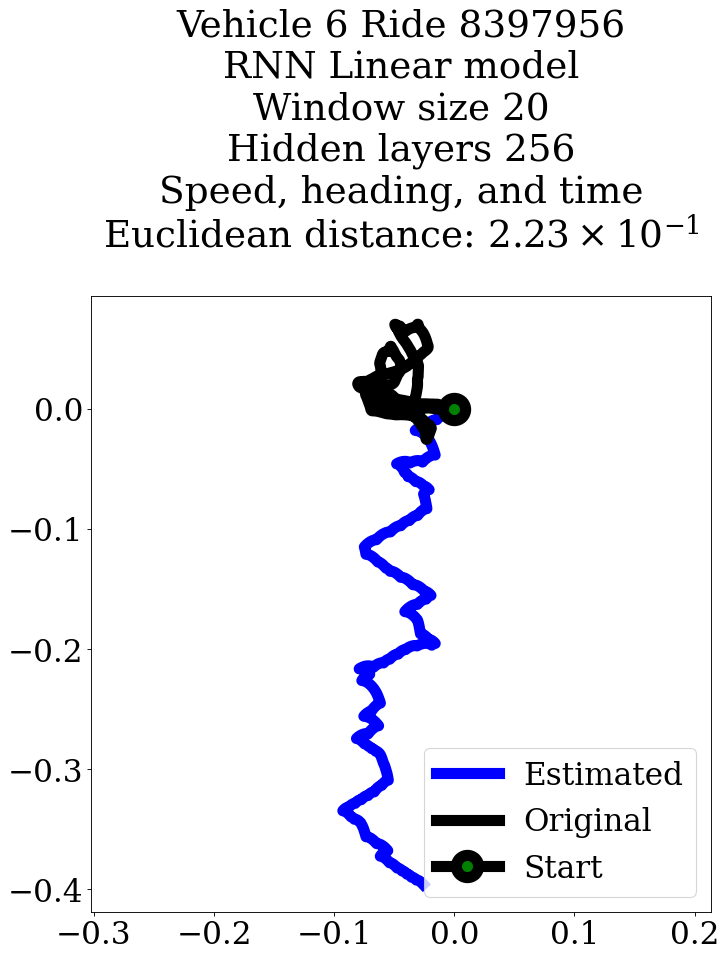 Vehicle 6 Ride 8397956
RNN Linear model
Window size 20
Hidden layers 256
Speed, heading, and time
Euclidean distance: 2.23 × 10⁻¹
0.0
−0.1
−0.2
−0.3
−0.4
Estimated
Original
Start
−0.3 −0.2 −0.1 0.0 0.1 0.2